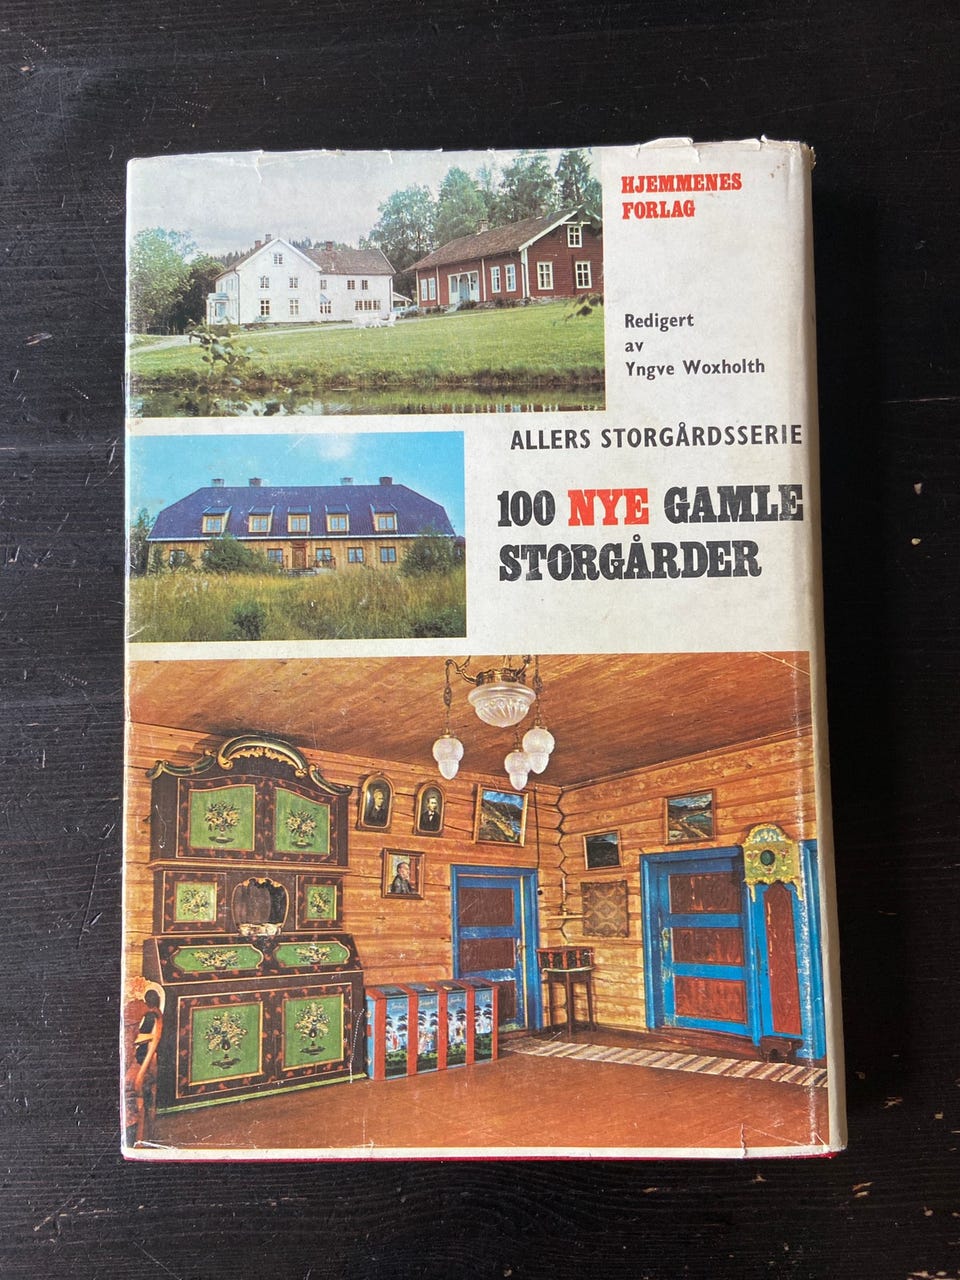 HJEMMENES
FORLAG
Redigert
av
Yngve Woxholth
ALLERS STORGÅRDSSERIE
100 NYE GAMLE
STORGÅRDER